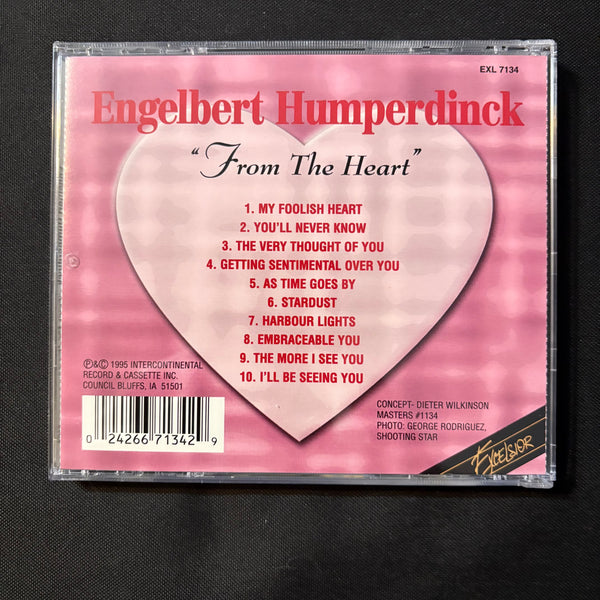 EXL 7134
Engelbert Humperdinck
"From The Heart"
1. MY FOOLISH HEART
2. YOU'LL NEVER KNOW
3. THE VERY THOUGHT OF YOU
4. GETTING SENTIMENTAL OVER YOU
5. AS TIME GOES BY
6. STARDUST
7. HARBOUR LIGHTS
8. EMBRACEABLE YOU
9. THE MORE I SEE YOU
10. I'LL BE SEEING YOU
Ⓟ&© 1995 INTERCONTINENTAL
RECORD & CASSETTE INC.
COUNCIL BLUFFS, IA 51501
0 24266 71342 9
CONCEPT- DIETER WILKINSON
MASTERS #1134
PHOTO: GEORGE RODRIGUEZ,
SHOOTING STAR
EXCELSIOR